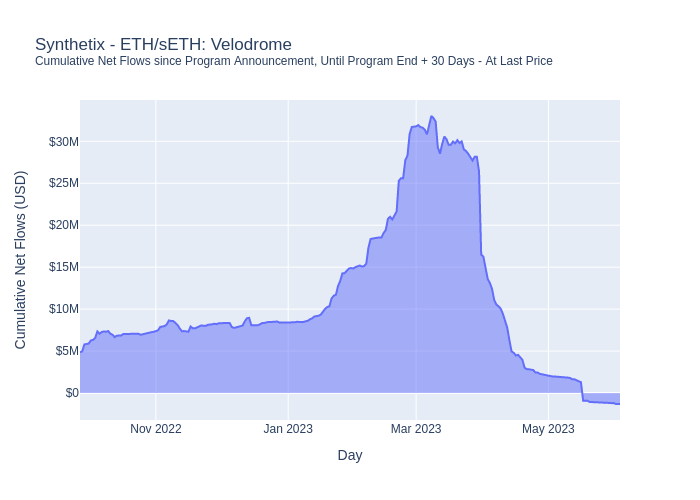 Synthetix - ETH/sETH: Velodrome
Cumulative Net Flows since Program Announcement, Until Program End + 30 Days - At Last Price
Cumulative Net Flows (USD)
$30M
$25M
$20M
$15M
$10M
$5M
$0
Nov 2022
Jan 2023
Mar 2023
May 2023
Day